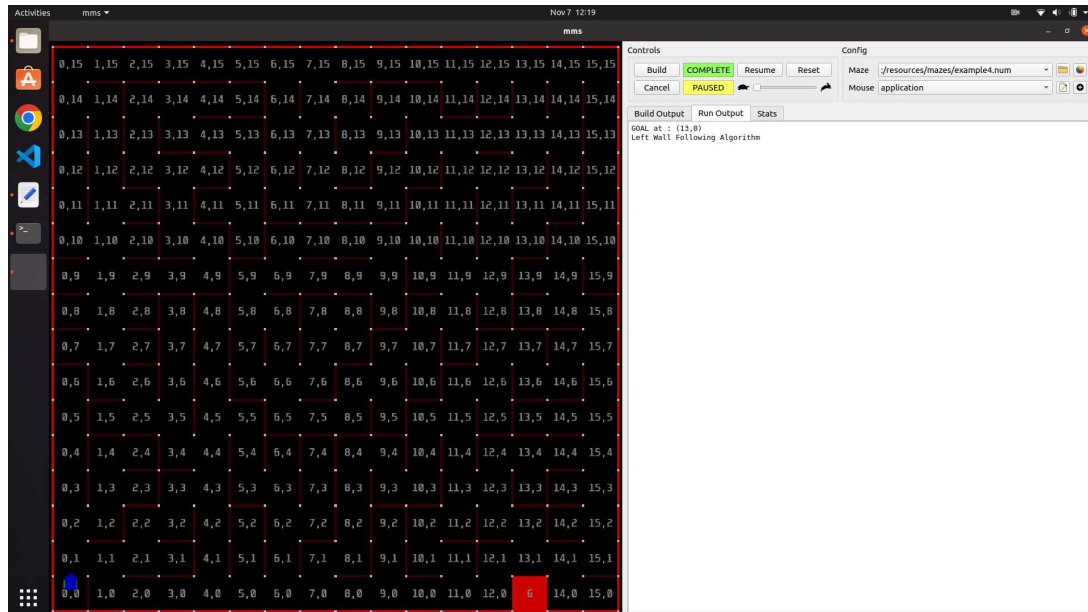 Activities mms Nov 7 12:19
mms
Controls Config
Build COMPLETE Resume Reset Maze :/resources/mazes/example4.num
Cancel PAUSED Mouse application
Build Output Run Output Stats
GOAL at : (13,0)
Left Wall Following Algorithm
0,15 1,15 2,15 3,15 4,15 5,15 6,15 7,15 8,15 9,15 10,15 11,15 12,15 13,15 14,15 15,15
0,14 1,14 2,14 3,14 4,14 5,14 6,14 7,14 8,14 9,14 10,14 11,14 12,14 13,14 14,14 15,14
0,13 1,13 2,13 3,13 4,13 5,13 6,13 7,13 8,13 9,13 10,13 11,13 12,13 13,13 14,13 15,13
0,12 1,12 2,12 3,12 4,12 5,12 6,12 7,12 8,12 9,12 10,12 11,12 12,12 13,12 14,12 15,12
0,11 1,11 2,11 3,11 4,11 5,11 6,11 7,11 8,11 9,11 10,11 11,11 12,11 13,11 14,11 15,11
0,10 1,10 2,10 3,10 4,10 5,10 6,10 7,10 8,10 9,10 10,10 11,10 12,10 13,10 14,10 15,10
0,9 1,9 2,9 3,9 4,9 5,9 6,9 7,9 8,9 9,9 10,9 11,9 12,9 13,9 14,9 15,9
0,8 1,8 2,8 3,8 4,8 5,8 6,8 7,8 8,8 9,8 10,8 11,8 12,8 13,8 14,8 15,8
0,7 1,7 2,7 3,7 4,7 5,7 6,7 7,7 8,7 9,7 10,7 11,7 12,7 13,7 14,7 15,7
0,6 1,6 2,6 3,6 4,6 5,6 6,6 7,6 8,6 9,6 10,6 11,6 12,6 13,6 14,6 15,6
0,5 1,5 2,5 3,5 4,5 5,5 6,5 7,5 8,5 9,5 10,5 11,5 12,5 13,5 14,5 15,5
0,4 1,4 2,4 3,4 4,4 5,4 6,4 7,4 8,4 9,4 10,4 11,4 12,4 13,4 14,4 15,4
0,3 1,3 2,3 3,3 4,3 5,3 6,3 7,3 8,3 9,3 10,3 11,3 12,3 13,3 14,3 15,3
0,2 1,2 2,2 3,2 4,2 5,2 6,2 7,2 8,2 9,2 10,2 11,2 12,2 13,2 14,2 15,2
0,1 1,1 2,1 3,1 4,1 5,1 6,1 7,1 8,1 9,1 10,1 11,1 12,1 13,1 14,1 15,1
0,0 1,0 2,0 3,0 4,0 5,0 6,0 7,0 8,0 9,0 10,0 11,0 12,0 G 14,0 15,0